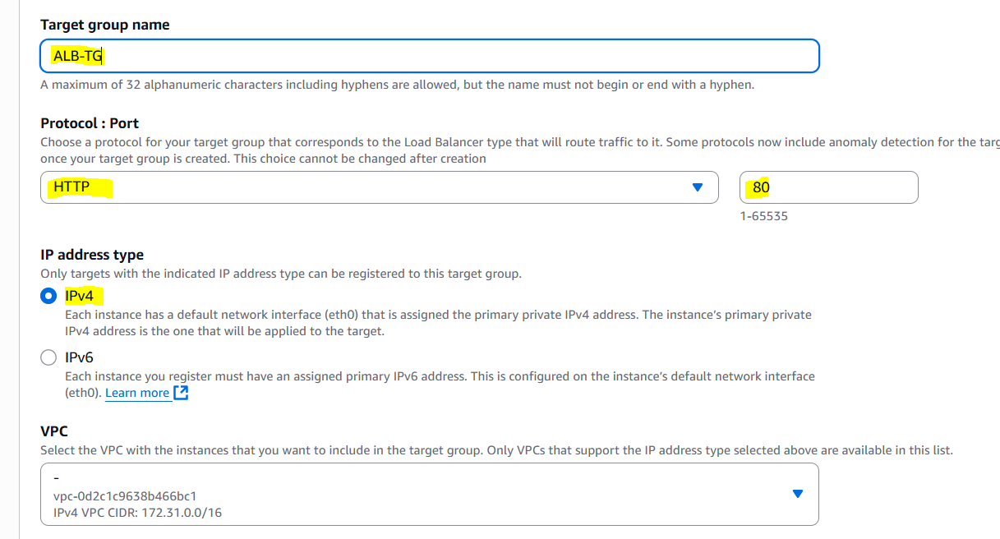 Target group name
ALB-TG
A maximum of 32 alphanumeric characters including hyphens are allowed, but the name must not begin or end with a hyphen.
Protocol : Port
Choose a protocol for your target group that corresponds to the Load Balancer type that will route traffic to it. Some protocols now include anomaly detection for the
once your target group is created. This choice cannot be changed after creation
HTTP 80
1-65535
IP address type
Only targets with the indicated IP address type can be registered to this target group.
IPv4
Each instance has a default network interface (eth0) that is assigned the primary private IPv4 address. The instance's primary private
IPv4 address is the one that will be applied to the target.
IPv6
Each instance you register must have an assigned primary IPv6 address. This is configured on the instance's default network interface
(eth0). Learn more
VPC
Select the VPC with the instances that you want to include in the target group. Only VPCs that support the IP address type selected above are available in this list.
-
vpc-0d2c1c9638b466bc1
IPv4 VPC CIDR: 172.31.0.0/16